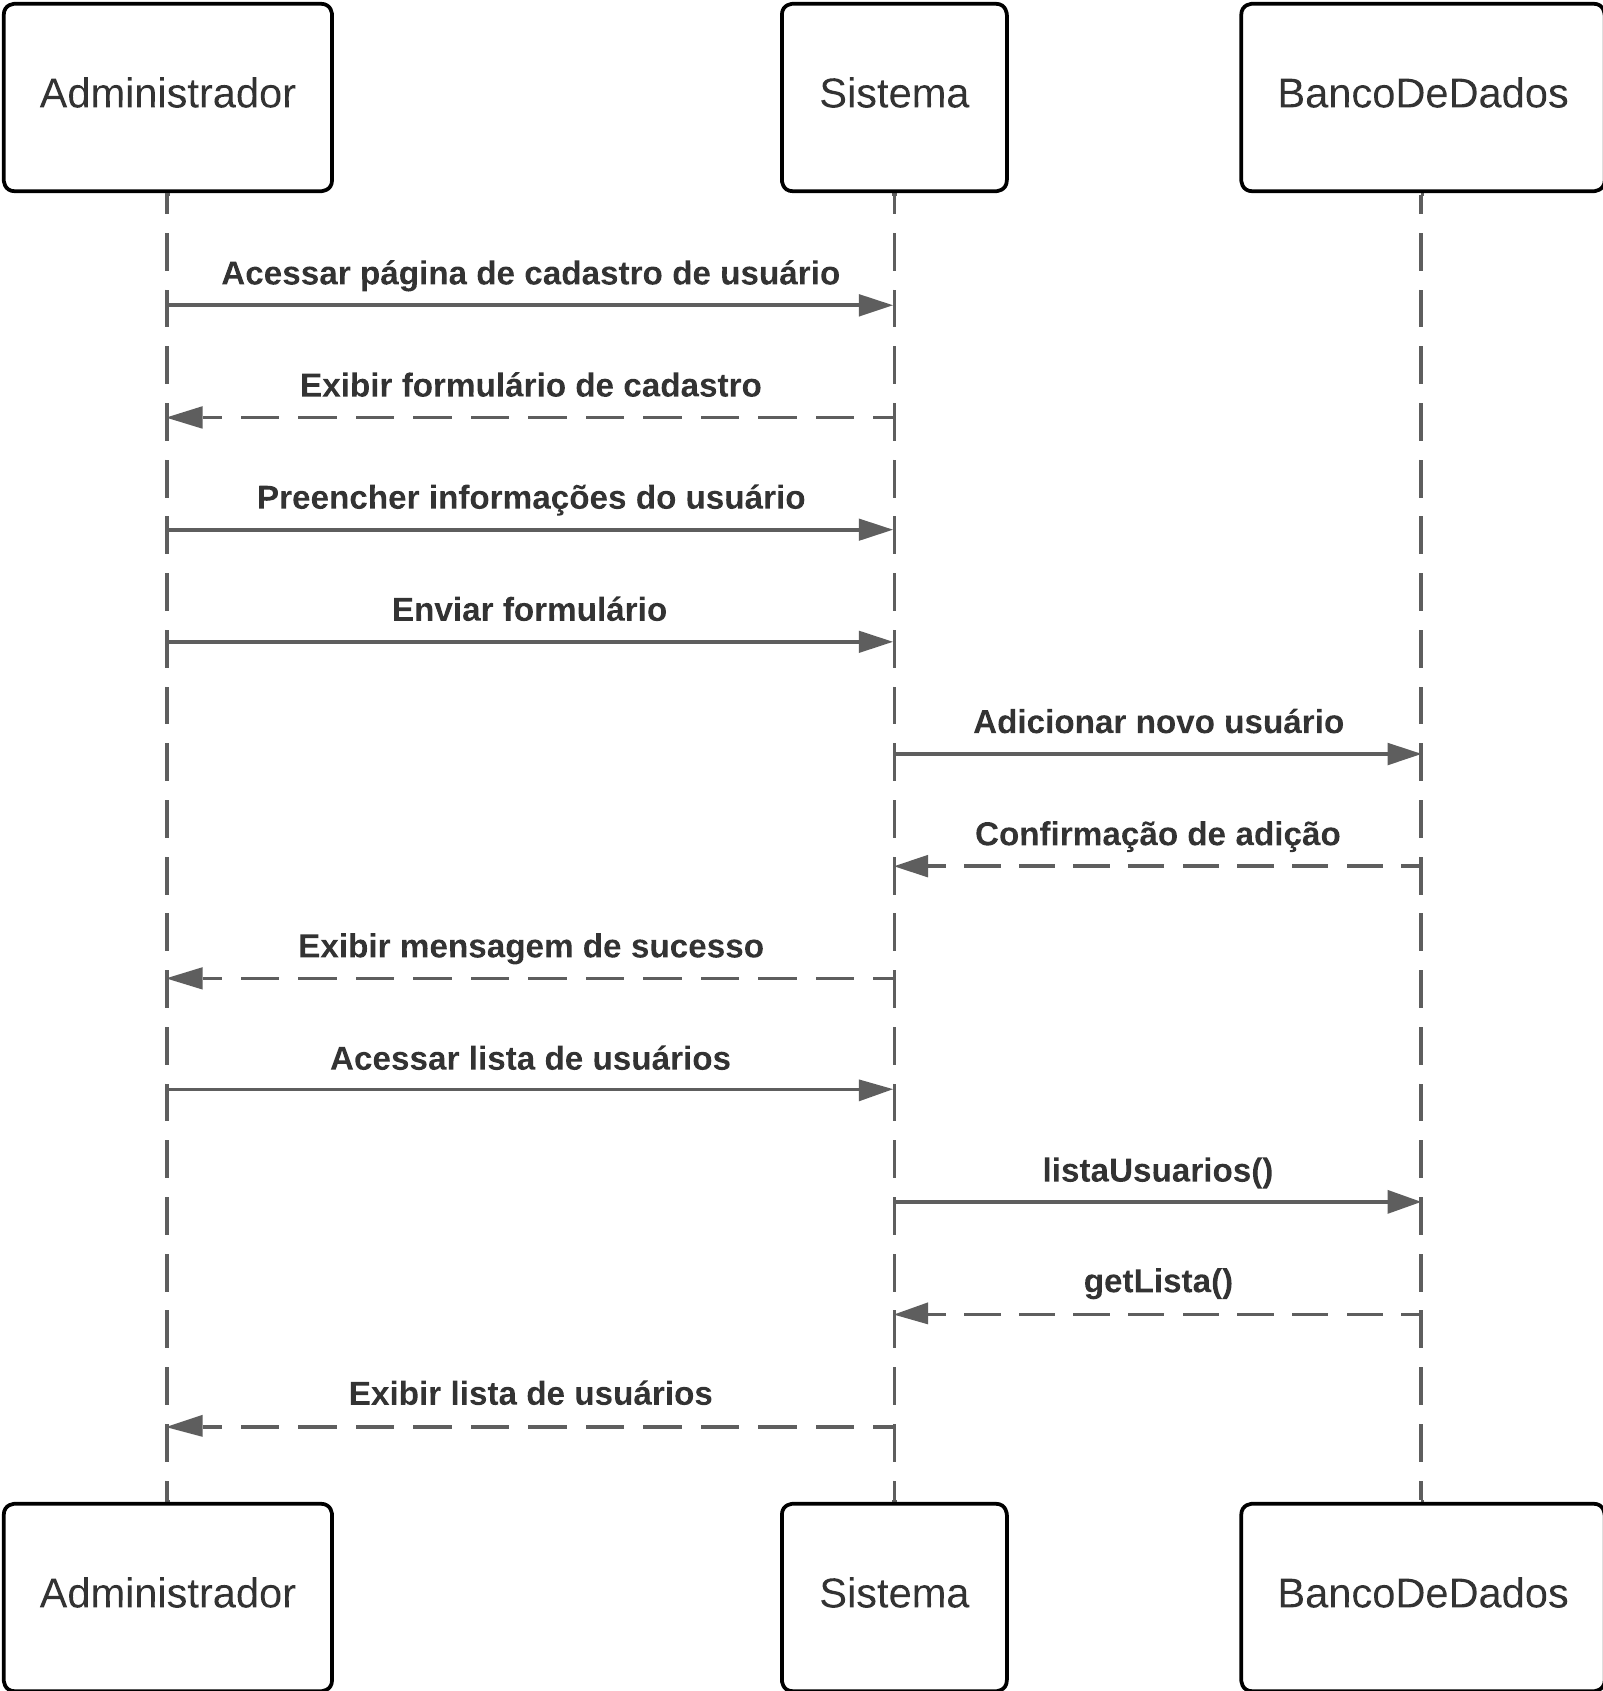 Administrador
Sistema
BancoDeDados
Acessar página de cadastro de usuário
Exibir formulário de cadastro
Preencher informações do usuário
Enviar formulário
Adicionar novo usuário
Confirmação de adição
Exibir mensagem de sucesso
Acessar lista de usuários
listaUsuarios()
getLista()
Exibir lista de usuários
Administrador
Sistema
BancoDeDados